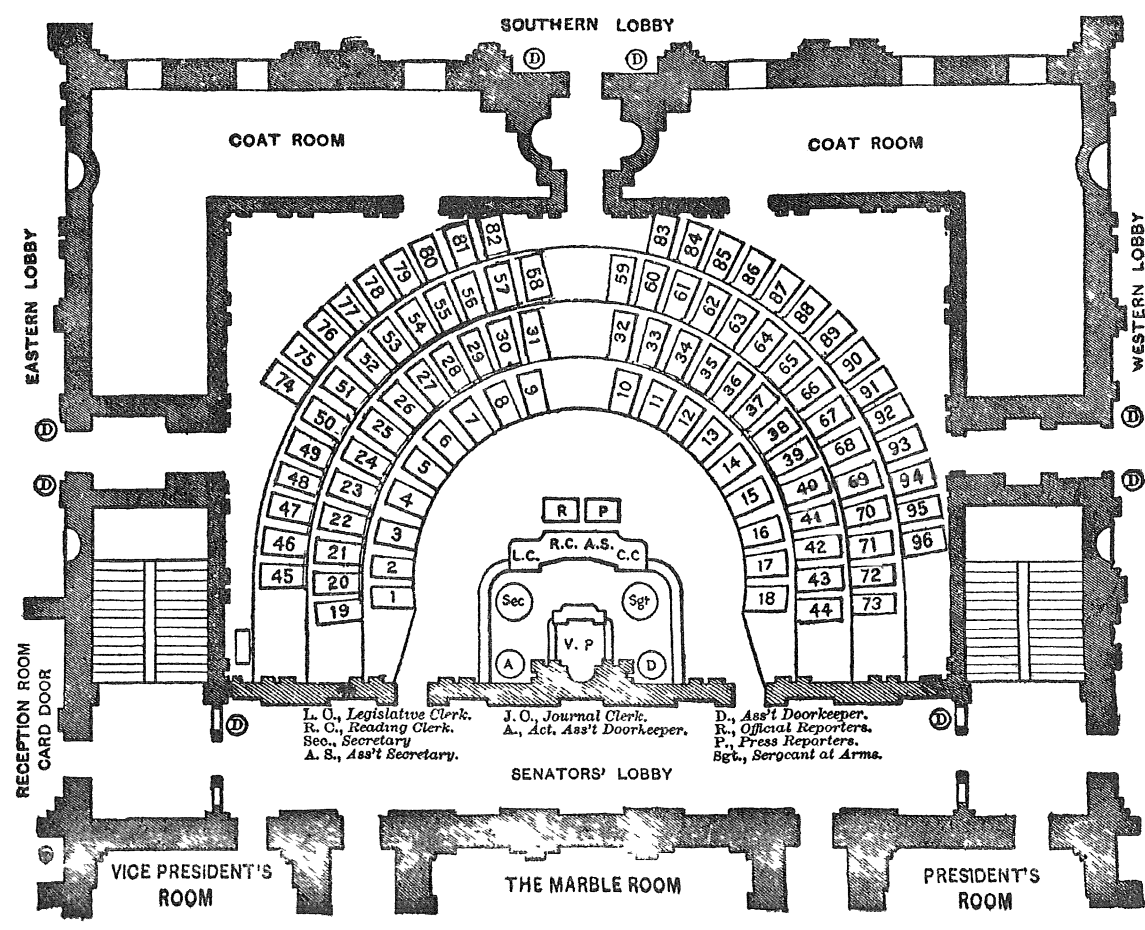 SOUTHERN LOBBY
D
D
COAT ROOM
COAT ROOM
EASTERN LOBBY
WESTERN LOBBY
82
83
81
84
80
85
79
86
78
87
77
88
76
89
75
90
74
91
92
93
94
95
96
58
59
57
60
56
61
55
62
54
63
53
64
52
65
51
66
50
67
49
68
48
69
47
70
46
71
45
72
73
31
32
30
33
29
34
28
35
27
36
26
37
25
38
24
39
23
40
22
41
21
42
20
43
19
44
9
10
8
11
7
12
6
13
5
14
4
15
3
16
2
17
1
18
D
D
D
D
R P
L.C. R.C. A.S. C.C
Sec Sgt
V. P
A D
RECEPTION ROOM
CARD DOOR
D
D
L. C., Legislative Clerk.
R. C., Reading Clerk.
Sec., Secretary
A. S., Ass't Secretary.
J. C., Journal Clerk.
A., Act. Ass't Doorkeeper.
D., Ass't Doorkeeper.
R., Official Reporters.
P., Press Reporters.
Sgt., Sergeant at Arms.
SENATORS' LOBBY
VICE PRESIDENT'S
ROOM
THE MARBLE ROOM
PRESIDENT'S
ROOM